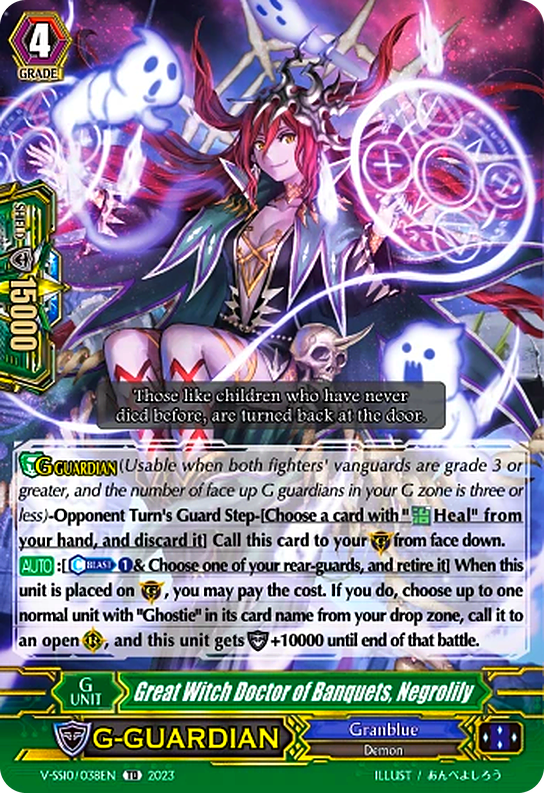 4
GRADE
SHIELD
15000
Those like children who have never
died before, are turned back at the door.
G GUARDIAN (Usable when both fighters' vanguards are grade 3 or
greater, and the number of face up G guardians in your G zone is three or
less)-Opponent Turn's Guard Step-[Choose a card with "治 Heal" from
your hand, and discard it] Call this card to your G from face down.
AUTO :[C BLAST 1 & Choose one of your rear-guards, and retire it] When this
unit is placed on G, you may pay the cost. If you do, choose up to one
normal unit with "Ghostie" in its card name from your drop zone, call it to
an open R, and this unit gets +10000 until end of that battle.
G
UNIT
Great Witch Doctor of Banquets, Negrolily
G-GUARDIAN
Granblue
Demon
V-SS10/038EN TD 2023
ILLUST / あんべよしろう